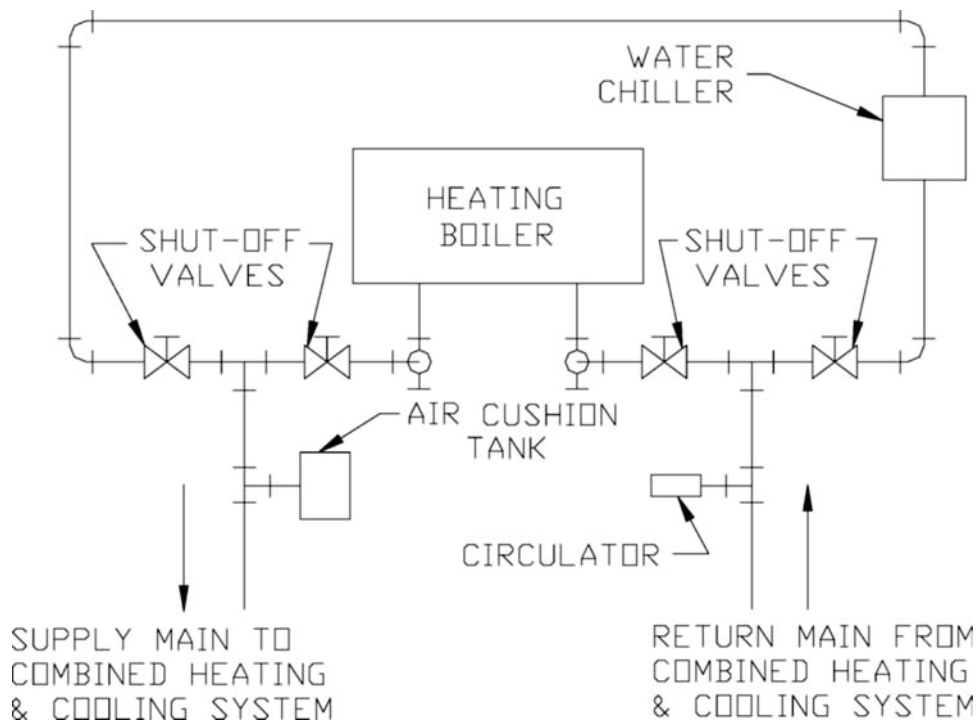 WATER
CHILLER
HEATING
BOILER
SHUT-OFF
VALVES
SHUT-OFF
VALVES
AIR CUSHION
TANK
CIRCULATOR
SUPPLY MAIN TO
COMBINED HEATING
& COOLING SYSTEM
RETURN MAIN FROM
COMBINED HEATING
& COOLING SYSTEM